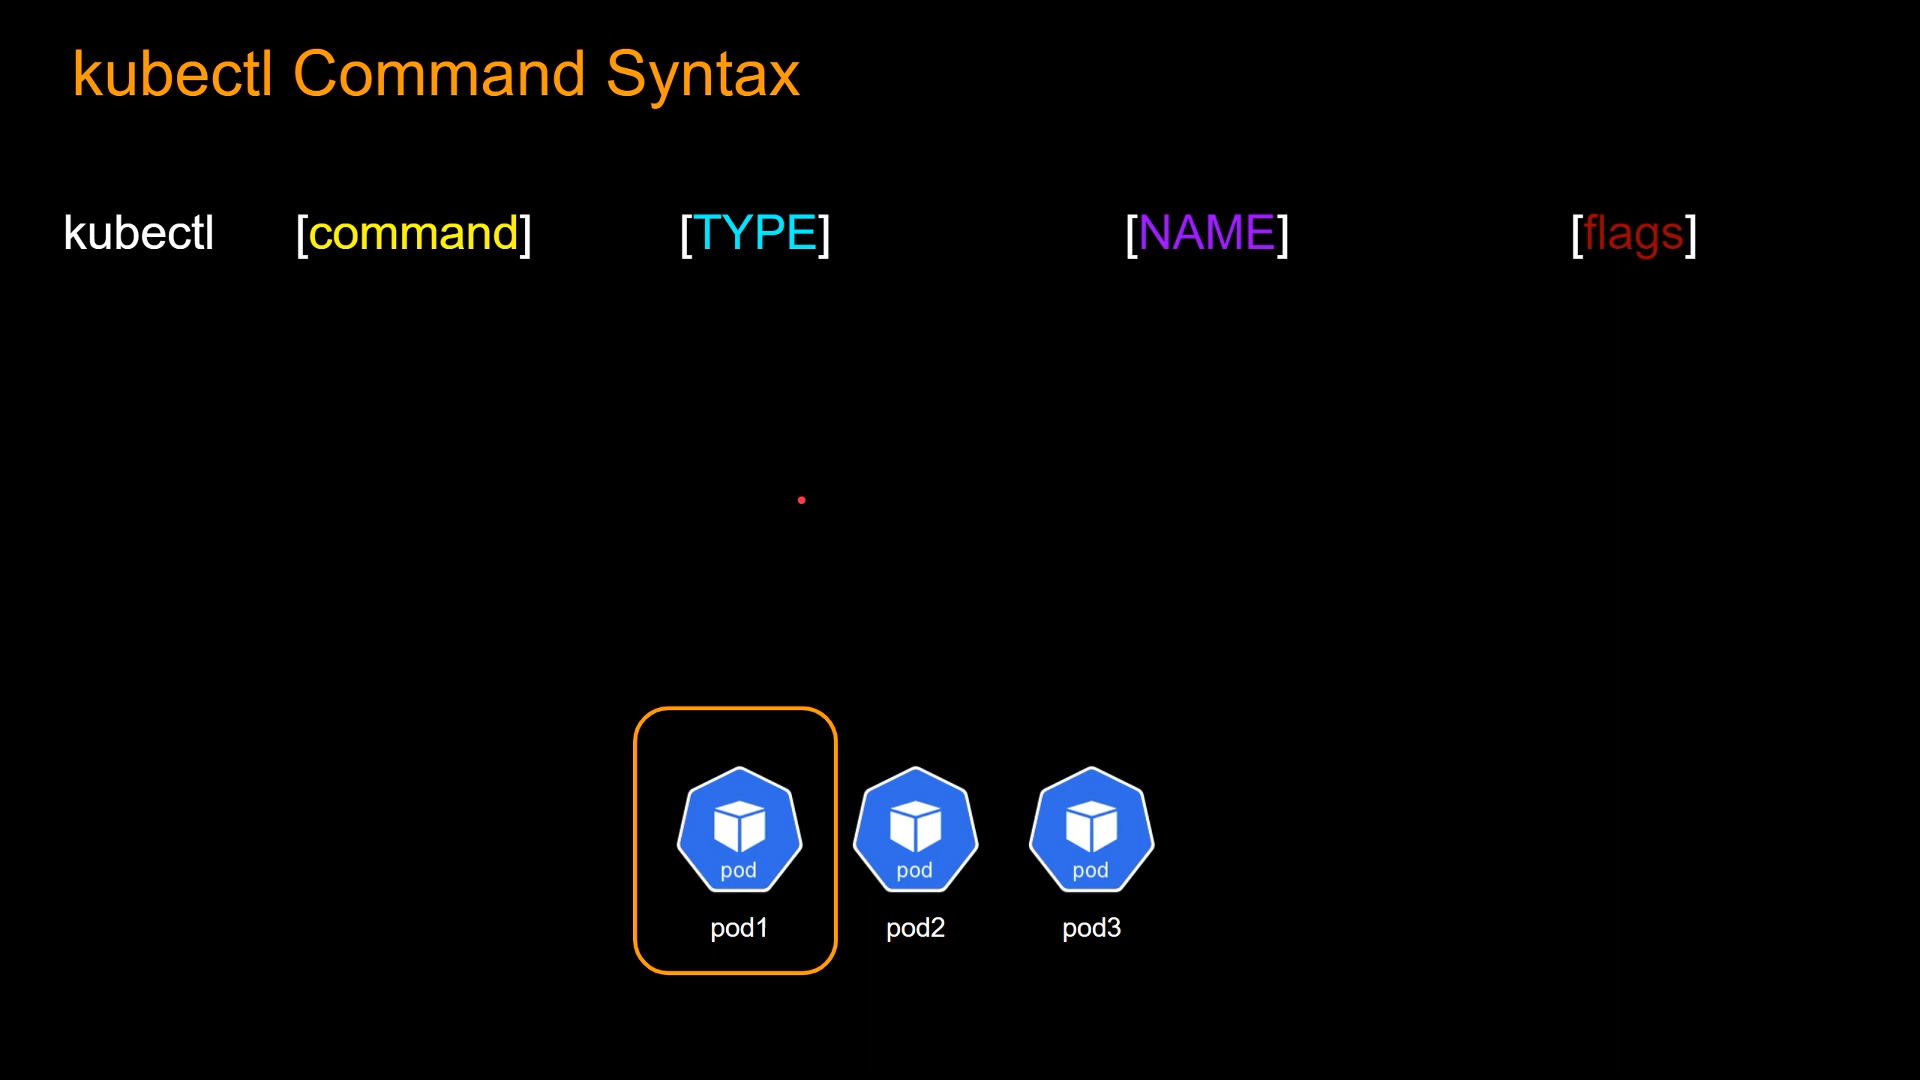 kubectl Command Syntax
kubectl [command] [TYPE] [NAME] [flags]
pod pod pod
pod1 pod2 pod3